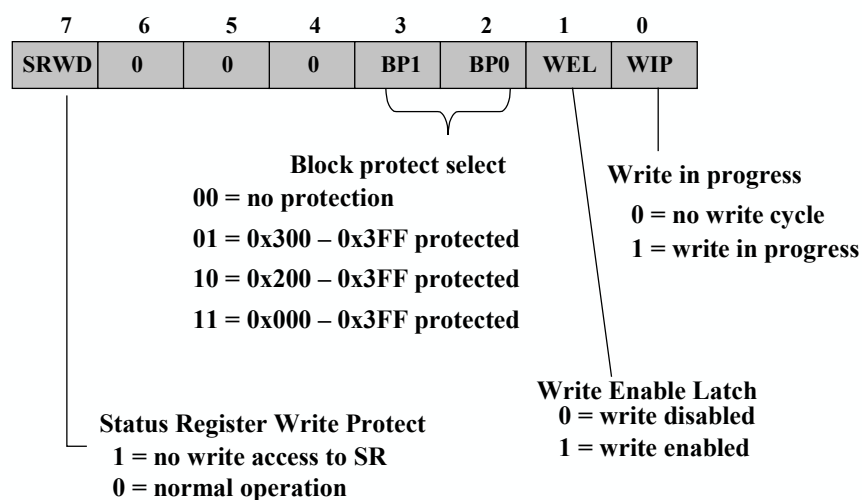 7 6 5 4 3 2 1 0
SRWD 0 0 0 BP1 BP0 WEL WIP
Block protect select
00 = no protection
01 = 0x300 – 0x3FF protected
10 = 0x200 – 0x3FF protected
11 = 0x000 – 0x3FF protected
Write in progress
0 = no write cycle
1 = write in progress
Write Enable Latch
0 = write disabled
1 = write enabled
Status Register Write Protect
1 = no write access to SR
0 = normal operation